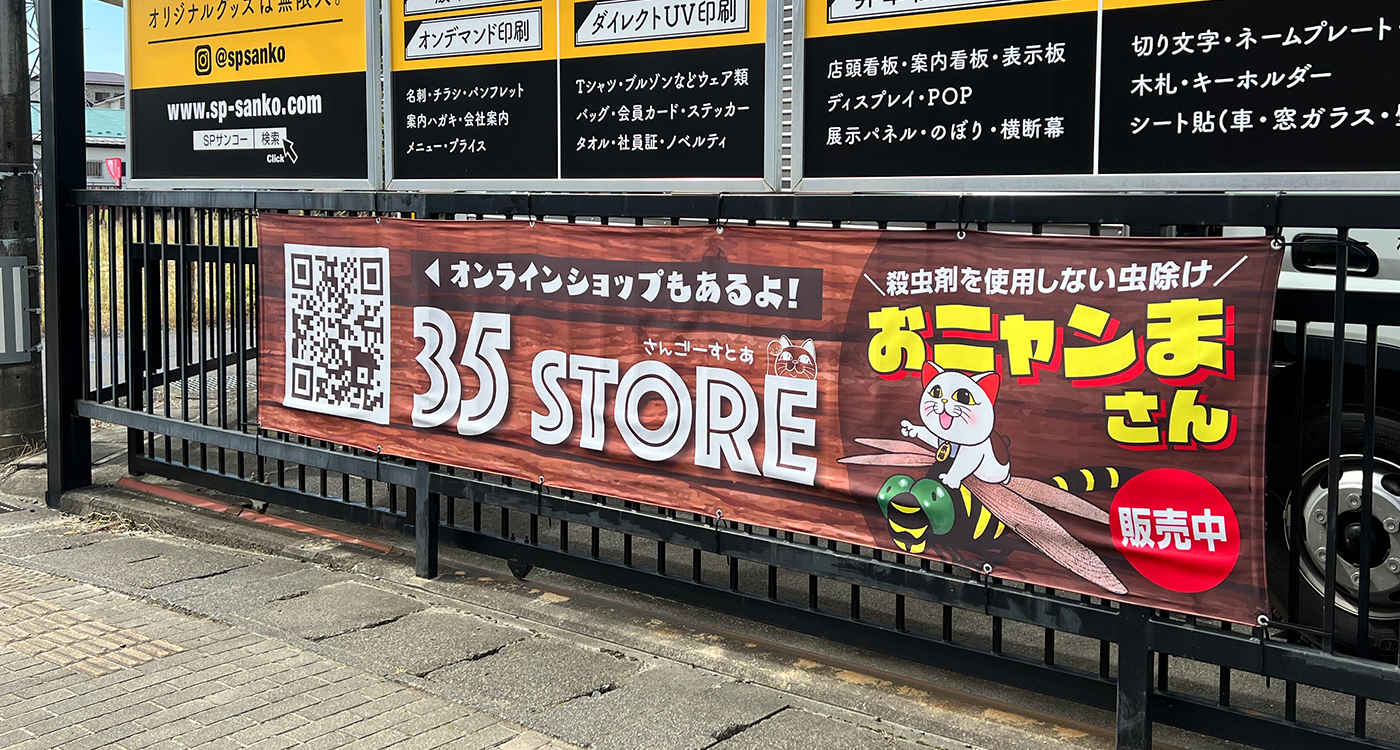 オリジナルグッズは無限大。
@spsanko
www.sp-sanko.com
SPサンコー 検索
Click
オンデマンド印刷
名刺・チラシ・パンフレット
案内ハガキ・会社案内
メニュー・プライス
ダイレクトUV印刷
Tシャツ・ブルゾンなどウェア類
バッグ・会員カード・ステッカー
タオル・社員証・ノベルティ
店頭看板・案内看板・表示板
ディスプレイ・POP
展示パネル・のぼり・横断幕
切り文字・ネームプレート・
木札・キーホルダー
シート貼(車・窓ガラス・
オンラインショップもあるよ!
35 STORE
さんごーすとあ
殺虫剤を使用しない虫除け
おニャンま
さん
販売中